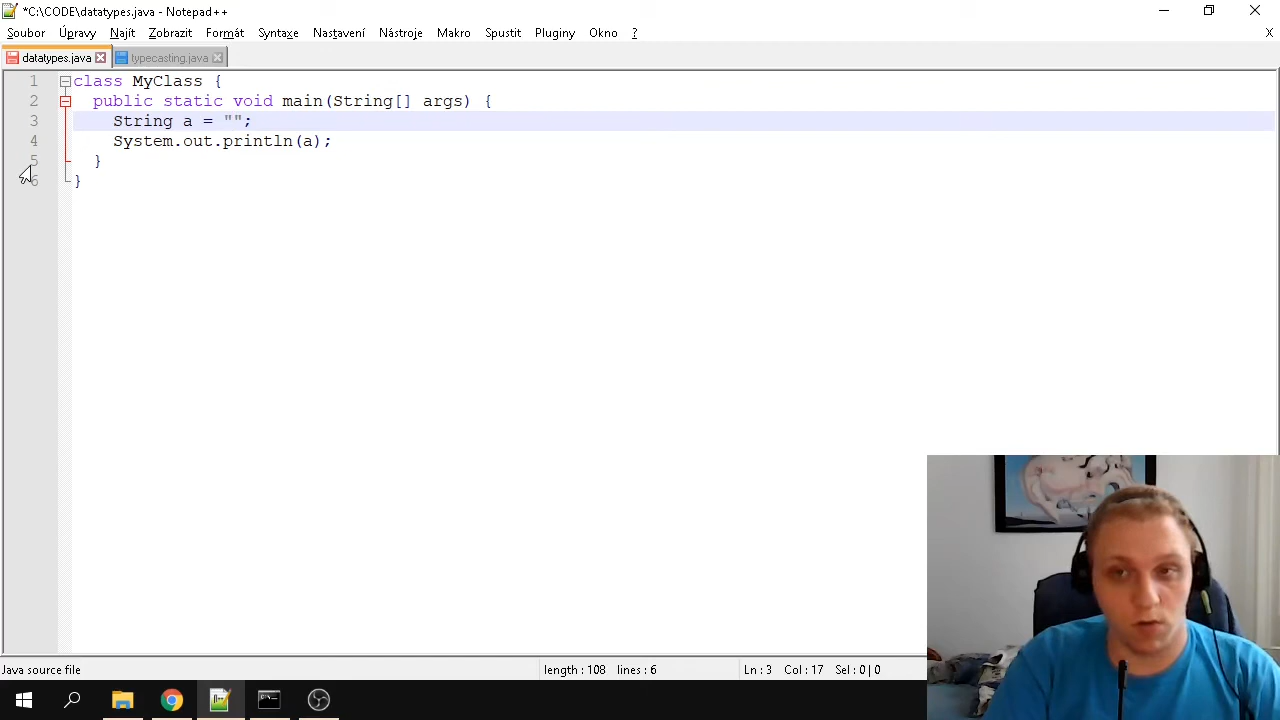 *C:\CODE\datatypes.java - Notepad++
Soubor Úpravy Najít Zobrazit Formát Syntaxe Nastavení Nástroje Makro Spustit Pluginy Okno ? X
datatypes.java typecasting.java
1 class MyClass {
2 public static void main(String[] args) {
3 String a = "";
4 System.out.println(a);
5 }
6 }
Java source file length : 108 lines : 6 Ln : 3 Col : 17 Sel : 0 | 0